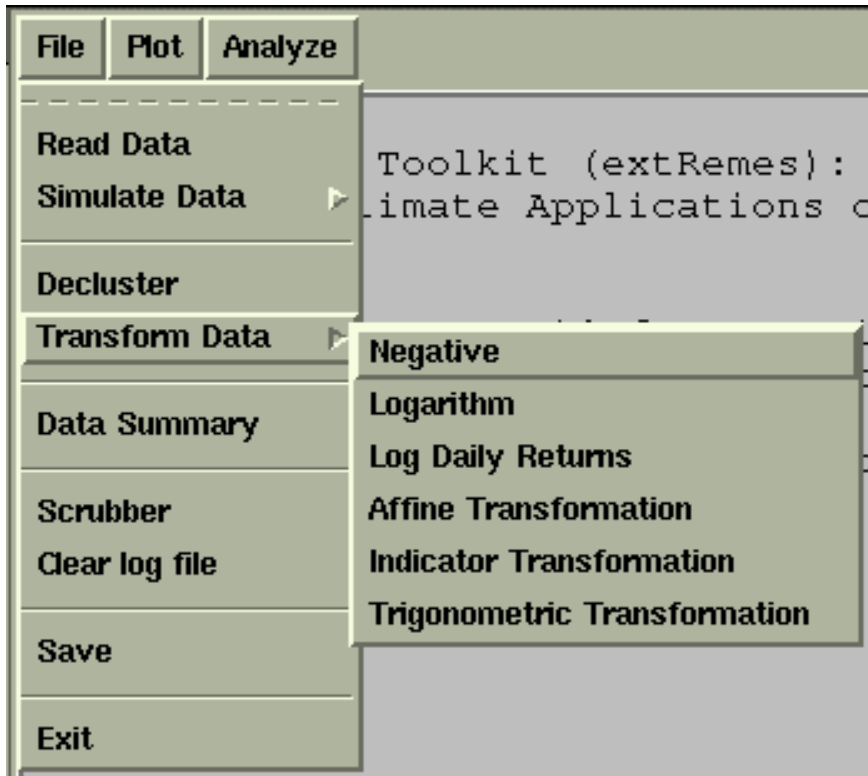 File Plot Analyze
Read Data
Simulate Data
Toolkit (extRemes):
limate Applications
Decluster
Transform Data
Negative
Logarithm
Log Daily Returns
Affine Transformation
Indicator Transformation
Trigonometric Transformation
Data Summary
Scrubber
Clear log file
Save
Exit